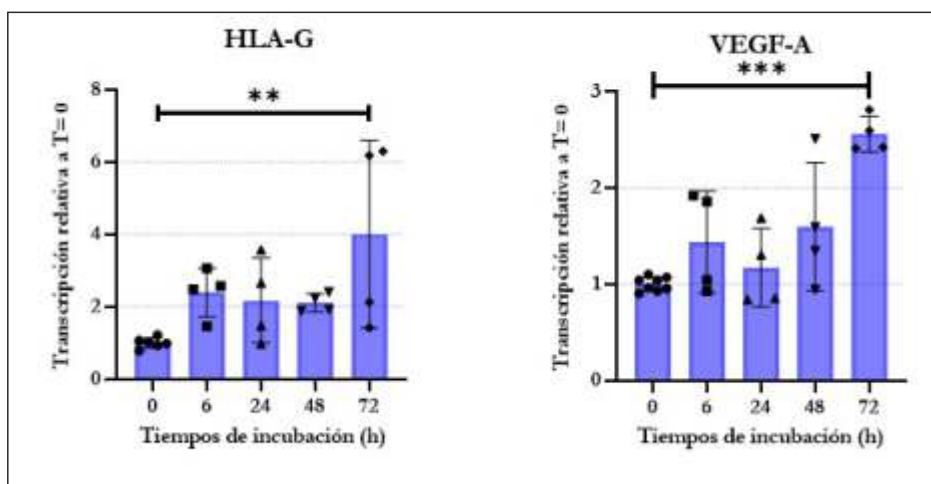 HLA-G
**
Transcripción relativa a T= 0
8
6
4
2
0
0 6 24 48 72
Tiempos de incubación (h)
VEGF-A
***
Transcripción relativa a T= 0
3
2
1
0
0 6 24 48 72
Tiempos de incubación (h)